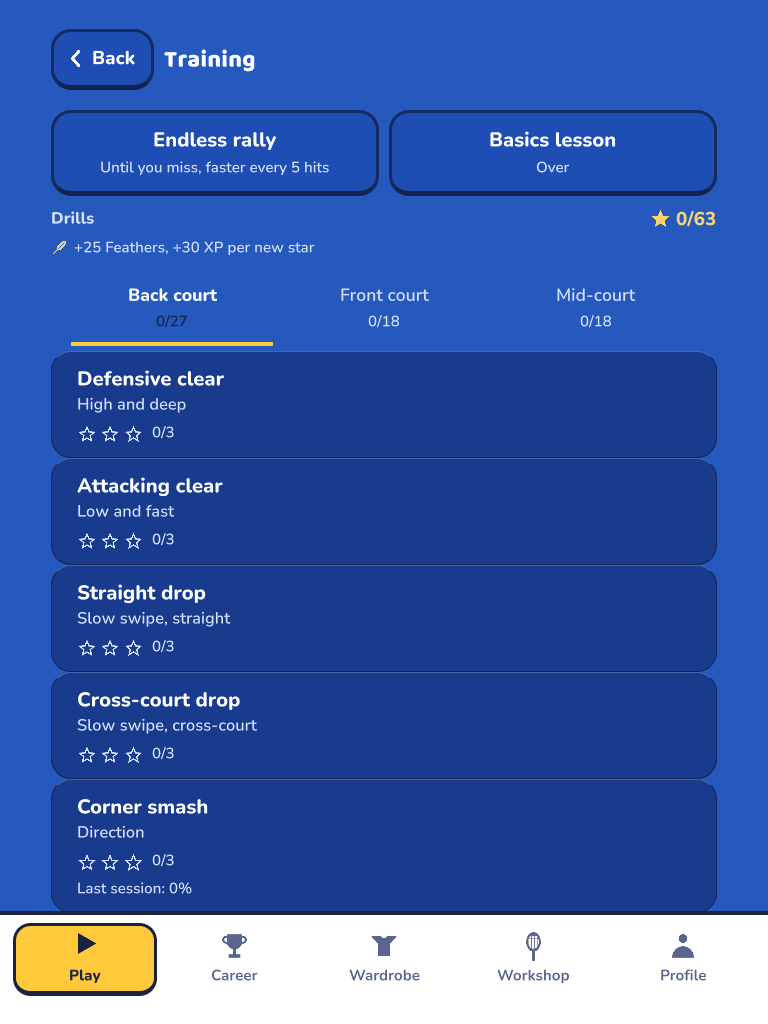 Back
Training
Endless rally
Until you miss, faster every 5 hits
Basics lesson
Over
Drills
0/63
+25 Feathers, +30 XP per new star
Back court
0/27
Front court
0/18
Mid-court
0/18
Defensive clear
High and deep
0/3
Attacking clear
Low and fast
0/3
Straight drop
Slow swipe, straight
0/3
Cross-court drop
Slow swipe, cross-court
0/3
Corner smash
Direction
0/3
Last session: 0%
Play
Career
Wardrobe
Workshop
Profile